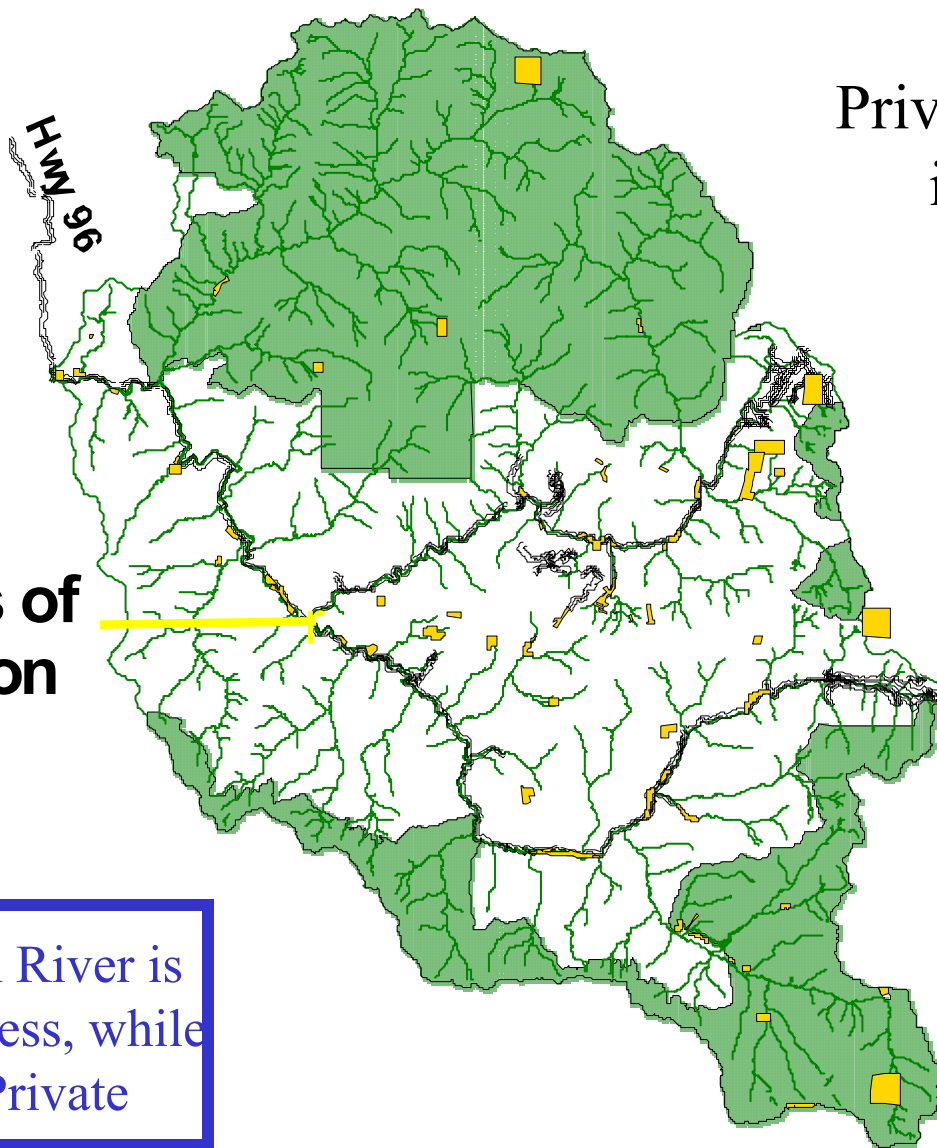 Priv
i
Hwy 96
s of
on
River is
ess, while
Private